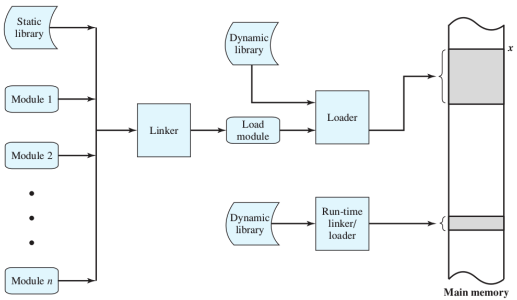 Static
library
Module 1
Module 2
Module n
Linker
Dynamic
library
Load
module
Loader
x
Dynamic
library
Run-time
linker/
loader
Main memory